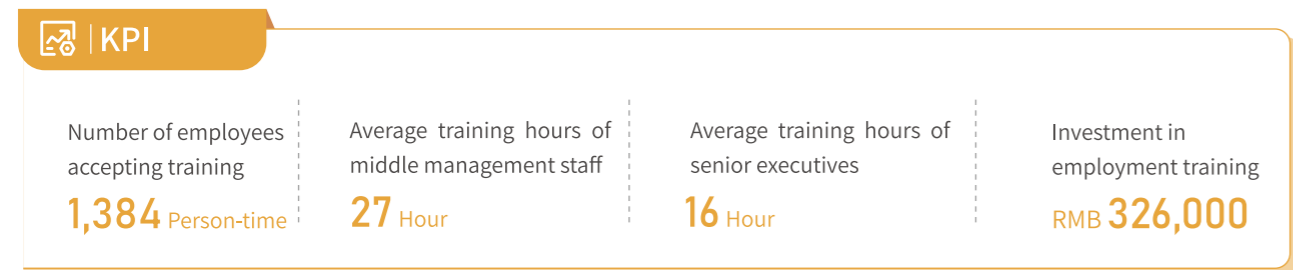 KPI
Number of employees
accepting training
1,384 Person-time
Average training hours of
middle management staff
27 Hour
Average training hours of
senior executives
16 Hour
Investment in
employment training
RMB 326,000